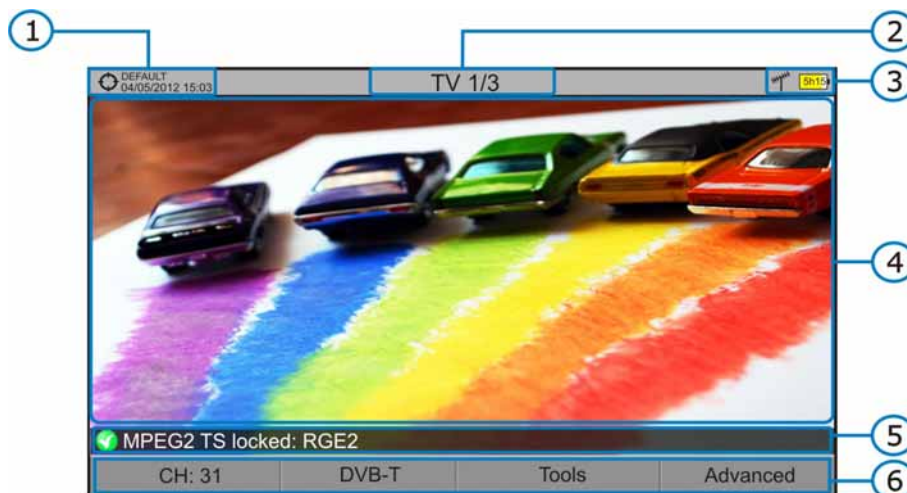 1
2
3
DEFAULT
04/05/2012 15:03
TV 1/3
5h15
4
MPEG2 TS locked: RGE2
5
CH: 31
DVB-T
Tools
Advanced
6